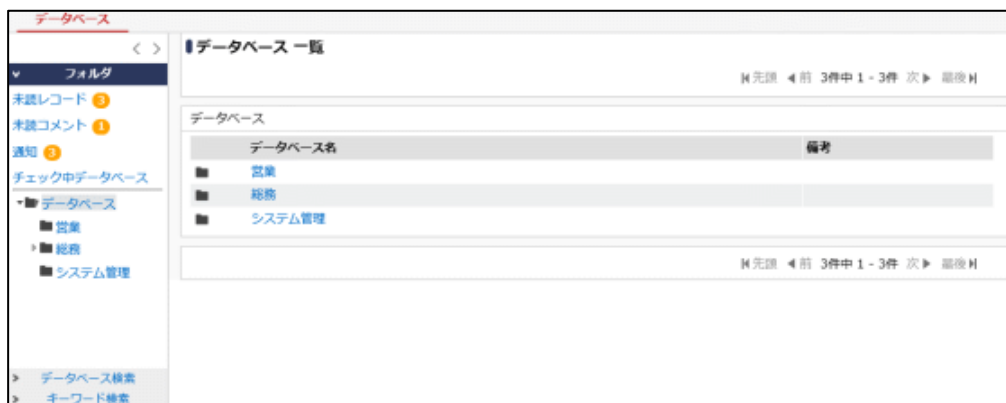 データベース
< >
データベース 一覧
フォルダ
先頭 前 3件中 1 - 3件 次 最後
未読レコード 3
未読コメント 1
通知 3
チェック中データベース
データベース
営業
総務
システム管理
データベース
データベース名 備考
営業
総務
システム管理
先頭 前 3件中 1 - 3件 次 最後
データベース検索
キーワード検索